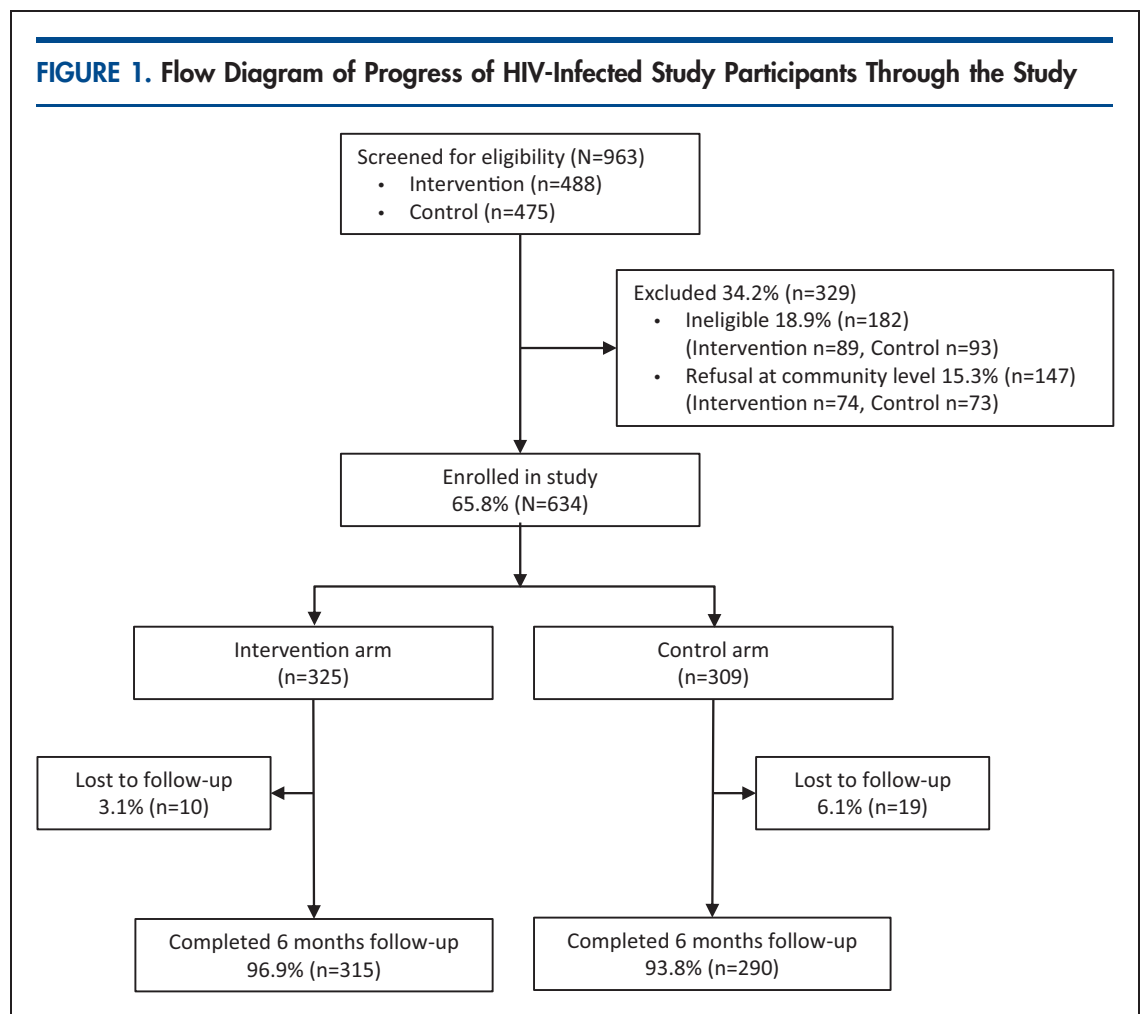 FIGURE 1. Flow Diagram of Progress of HIV-Infected Study Participants Through the Study
Screened for eligibility (N=963)
• Intervention (n=488)
• Control (n=475)
Excluded 34.2% (n=329)
• Ineligible 18.9% (n=182)
(Intervention n=89, Control n=93)
• Refusal at community level 15.3% (n=147)
(Intervention n=74, Control n=73)
Enrolled in study
65.8% (N=634)
Intervention arm
(n=325)
Control arm
(n=309)
Lost to follow-up
3.1% (n=10)
Lost to follow-up
6.1% (n=19)
Completed 6 months follow-up
96.9% (n=315)
Completed 6 months follow-up
93.8% (n=290)